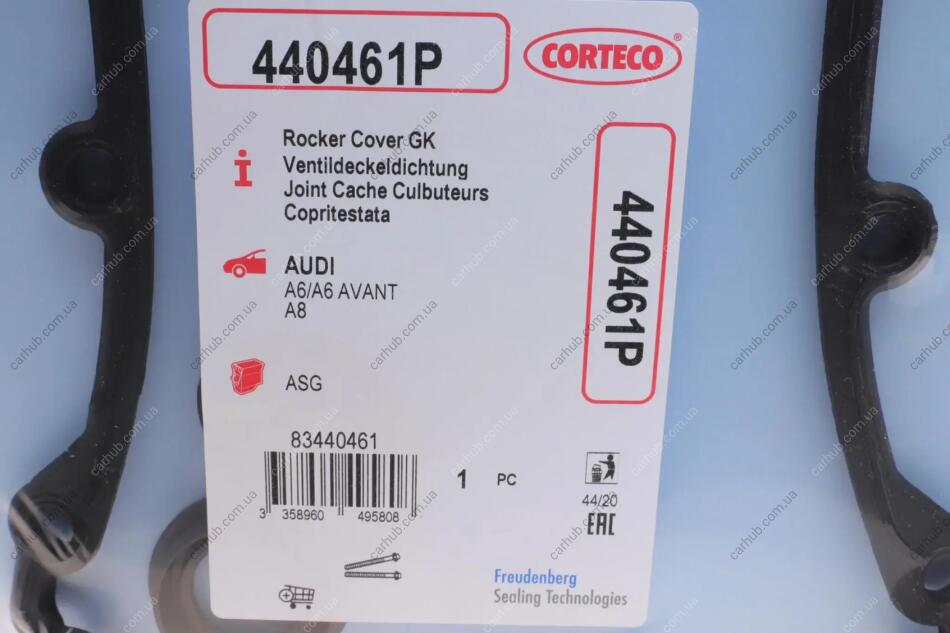 440461P
CORTECO®
Rocker Cover GK
Ventildeckeldichtung
Joint Cache Culbuteurs
Copritestata
i
AUDI
A6/A6 AVANT
A8
440461P
ASG
83440461
3 358960 495808
1 PC
44/20
EAC
Freudenberg
Sealing Technologies
carhub.com.ua